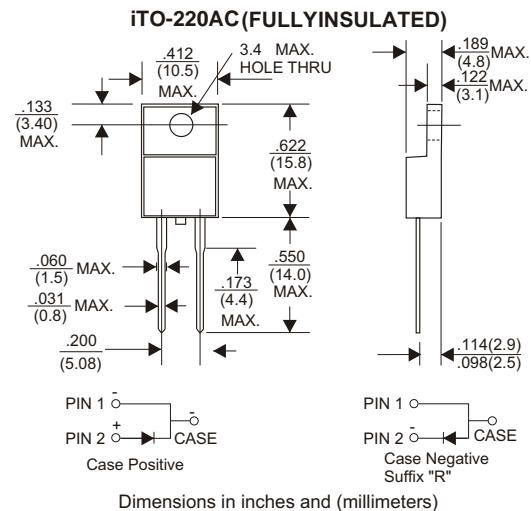 iTO-220AC(FULLYINSULATED)
.412
(10.5)
MAX.
3.4 MAX.
HOLE THRU
.189
(4.8)
MAX.
.122
(3.1)
MAX.
.133
(3.40)
MAX.
.622
(15.8)
MAX.
.060
(1.5)
MAX.
.031
(0.8)
MAX.
.173
(4.4)
MAX.
.550
(14.0)
MAX.
.200
(5.08)
.114(2.9)
.098(2.5)
PIN 1 -
PIN 2 +
-
CASE
Case Positive
PIN 1
PIN 2 -
CASE
Case Negative
Suffix "R"
Dimensions in inches and (millimeters)